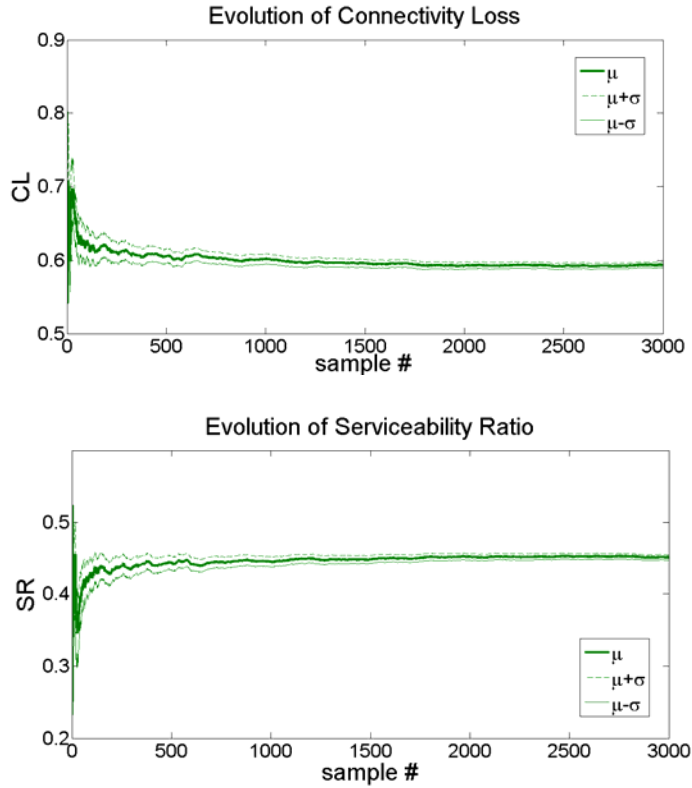 Evolution of Connectivity Loss
0.9
0.8
0.7
0.6
0.5
CL
μ
μ+σ
μ-σ
0 500 1000 1500 2000 2500 3000
sample #
Evolution of Serviceability Ratio
0.5
0.4
0.3
0.2
SR
μ
μ+σ
μ-σ
0 500 1000 1500 2000 2500 3000
sample #